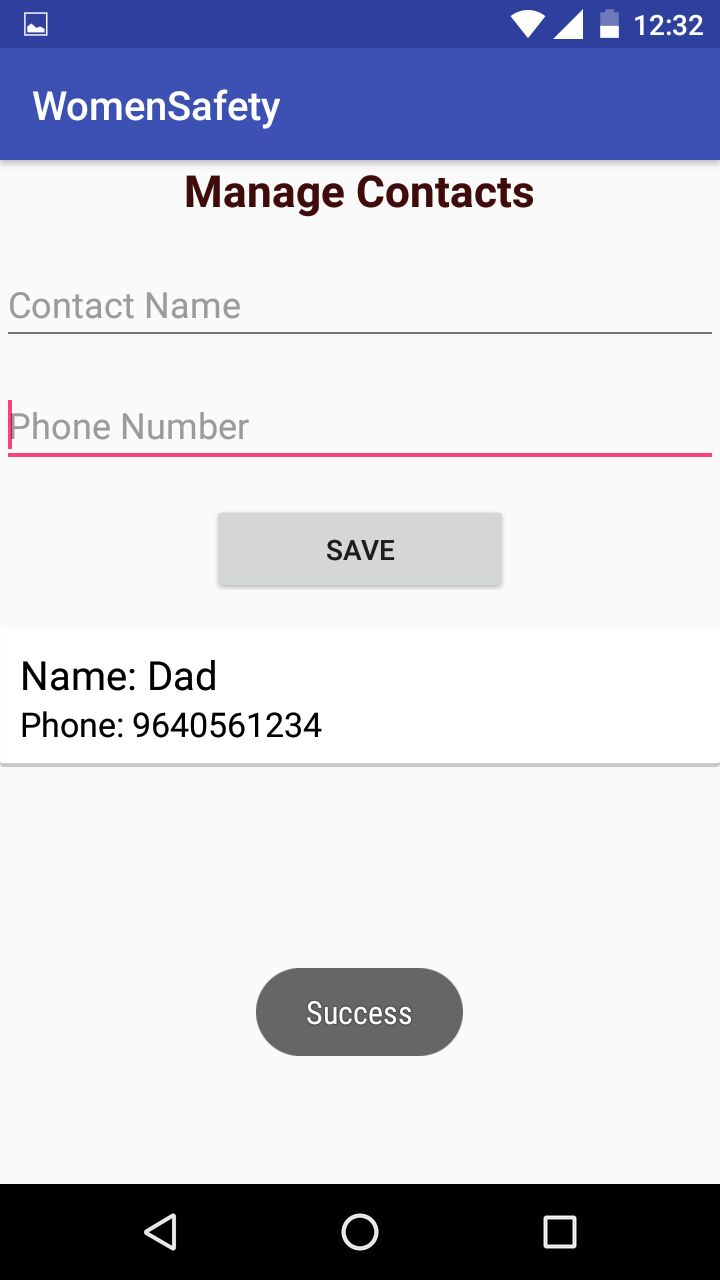 12:32
WomenSafety
Manage Contacts
Contact Name
Phone Number
SAVE
Name: Dad
Phone: 9640561234
Success